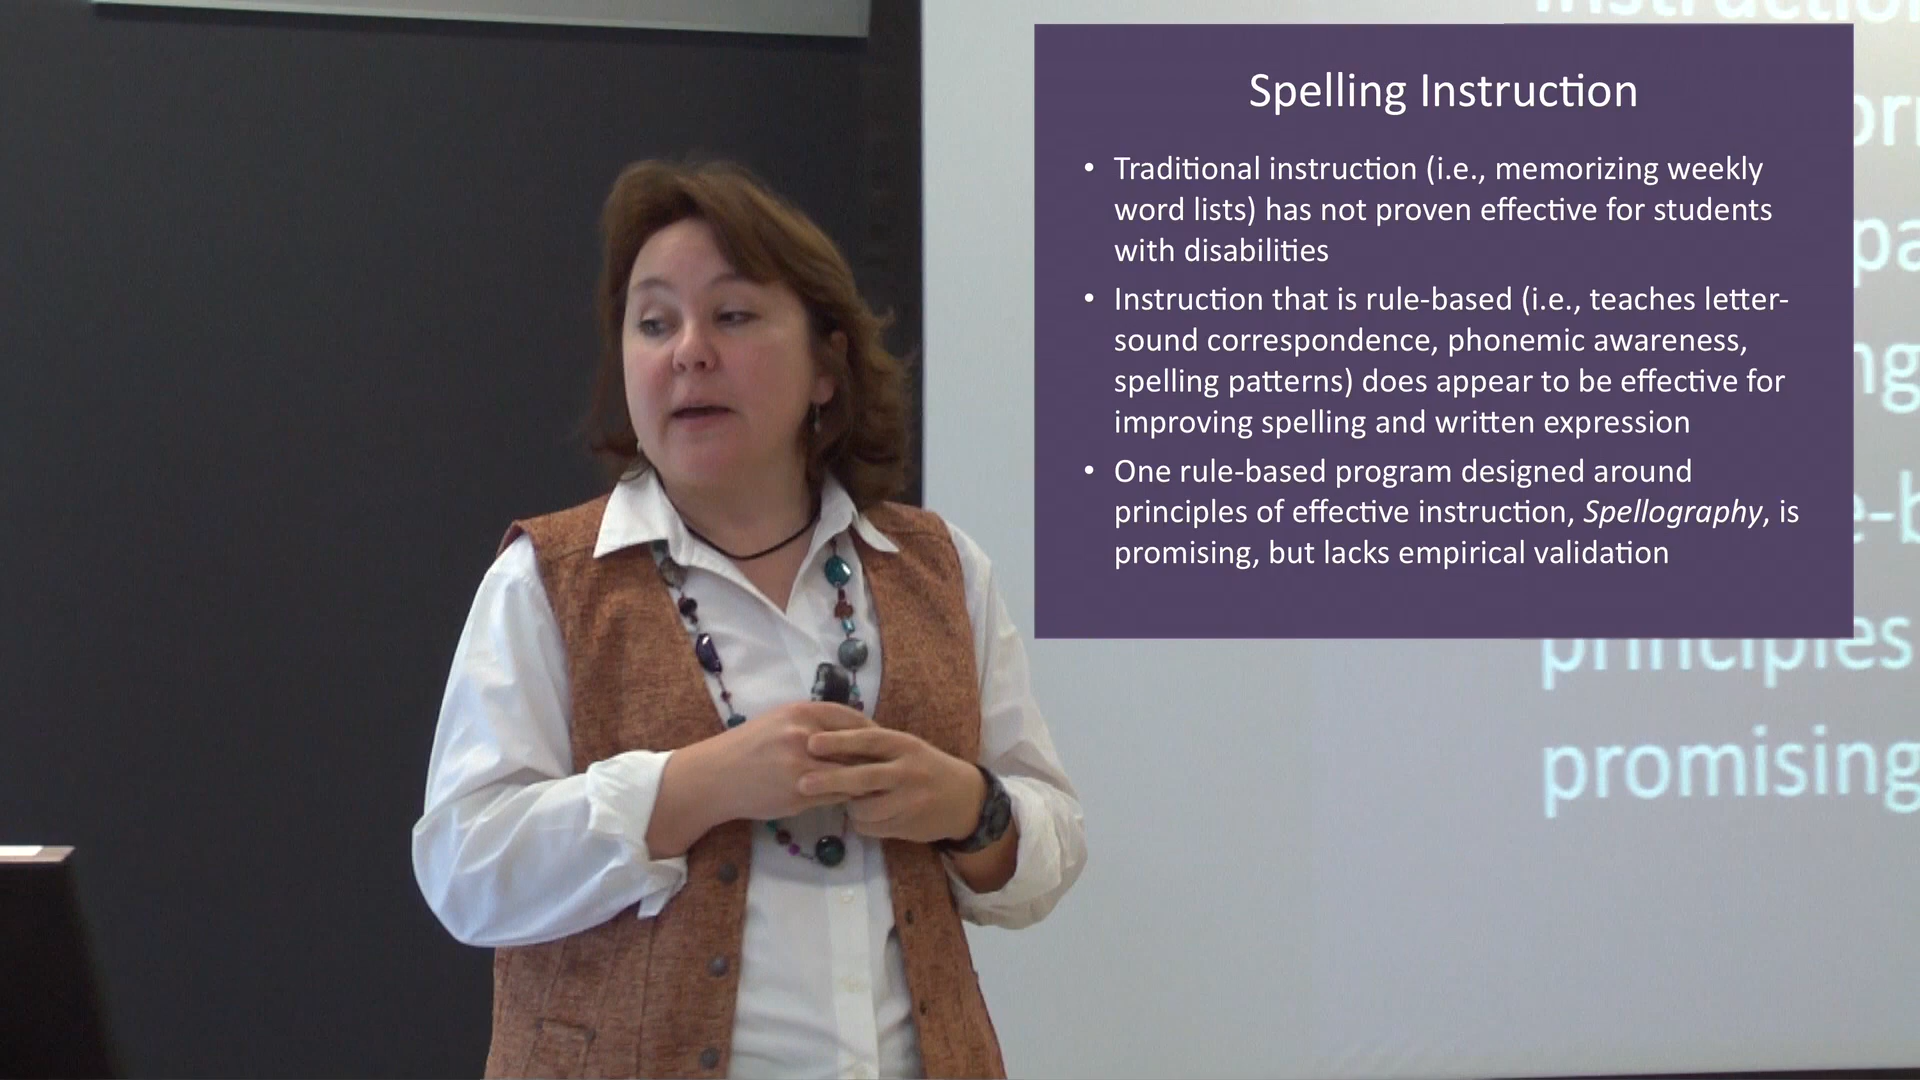 Spelling Instruction
• Traditional instruction (i.e., memorizing weekly
word lists) has not proven effective for students
with disabilities
• Instruction that is rule-based (i.e., teaches letter-
sound correspondence, phonemic awareness,
spelling patterns) does appear to be effective for
improving spelling and written expression
• One rule-based program designed around
principles of effective instruction, Spellography, is
promising, but lacks empirical validation
principles
promising